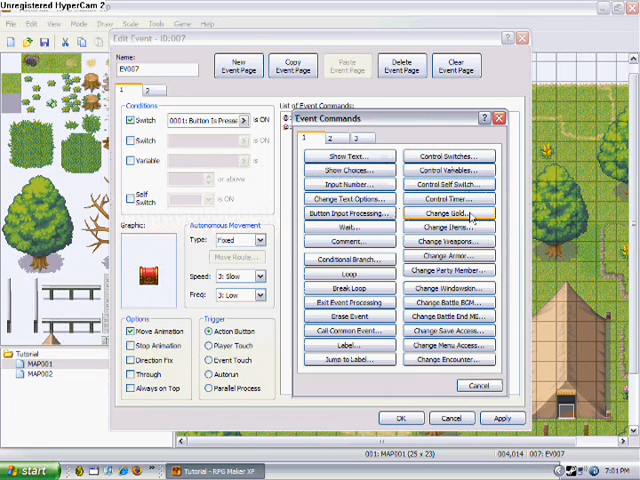 Unregistered HyperCam 2
File Edit View Mode Draw Scale Tools Game Help
Edit Event - ID:007
Name:
EV007
New Event Page
Copy Event Page
Paste Event Page
Delete Event Page
Clear Event Page
1 2
Conditions
Switch 0001: Button Is Presse is ON
Switch is ON
Variable is
or above
Self Switch is ON
Graphic:
Autonomous Movement
Type: Fixed
Move Route...
Speed: 3: Slow
Freq: 3: Low
Options
Move Animation
Stop Animation
Direction Fix
Through
Always on Top
Trigger
Action Button
Player Touch
Event Touch
Autorun
Parallel Process
List of Event Commands:
Event Commands
1 2 3
Show Text...
Show Choices...
Input Number...
Change Text Options...
Button Input Processing...
Wait...
Comment...
Conditional Branch...
Loop
Break Loop
Exit Event Processing
Erase Event
Call Common Event...
Label...
Jump to Label...
Control Switches...
Control Variables...
Control Self Switch...
Control Timer...
Change Gold...
Change Items...
Change Weapons...
Change Armor...
Change Party Member...
Change Windowskin...
Change Battle BGM...
Change Battle End ME...
Change Save Access...
Change Menu Access...
Change Encounter...
Cancel
OK Cancel Apply
Tutorial
MAP001
MAP002
001: MAP001 (25 x 23) 004,014 007: EV007
start
Tutorial - RPG Maker XP
7:01 PM